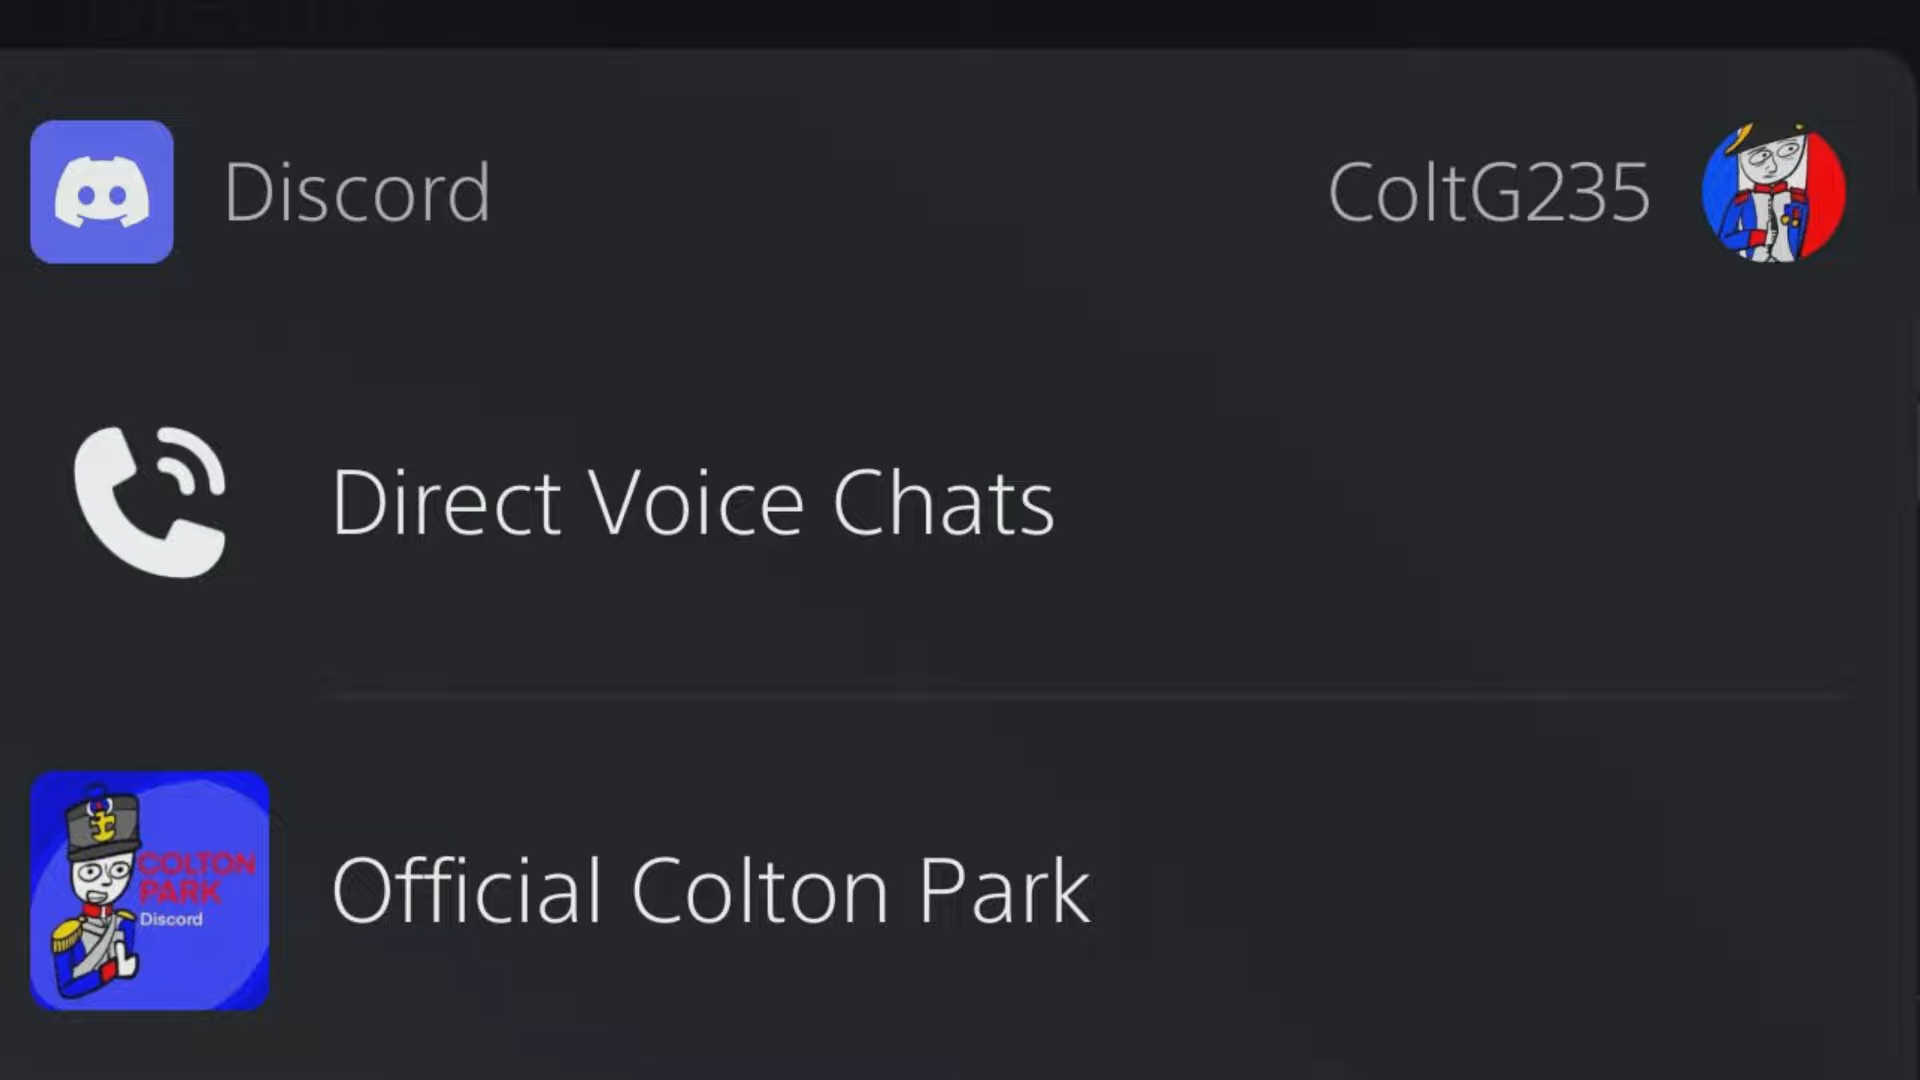 Discord
ColtG235
Direct Voice Chats
COLTON
PARK
Discord
Official Colton Park